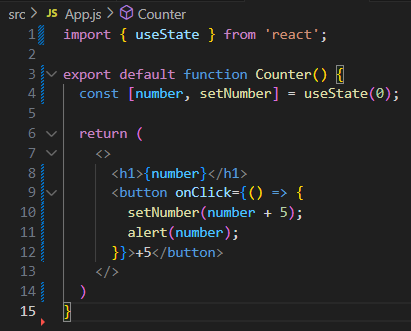 src > JS App.js > Counter
1 import { useState } from 'react';
2
3 export default function Counter() {
4 const [number, setNumber] = useState(0);
5
6 return (
7 <>
8 <h1>{number}</h1>
9 <button onClick={() => {
10 setNumber(number + 5);
11 alert(number);
12 }}>+5</button>
13 </>
14 )
15 }